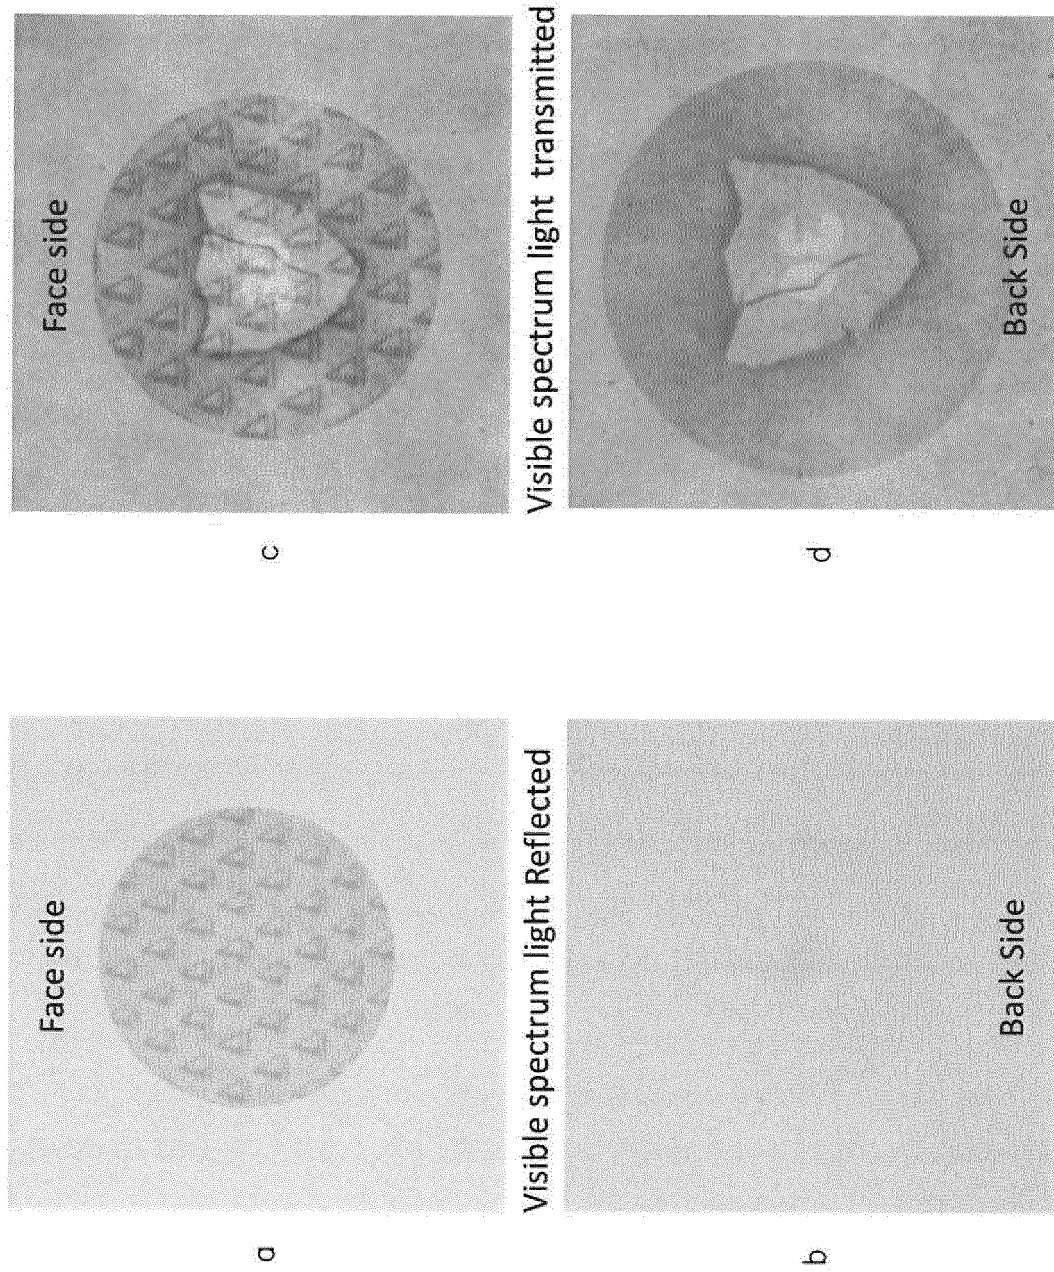 Face side
c
Visible spectrum light transmitted
d
Back Side
Face side
a
Visible spectrum light Reflected
b
Back Side